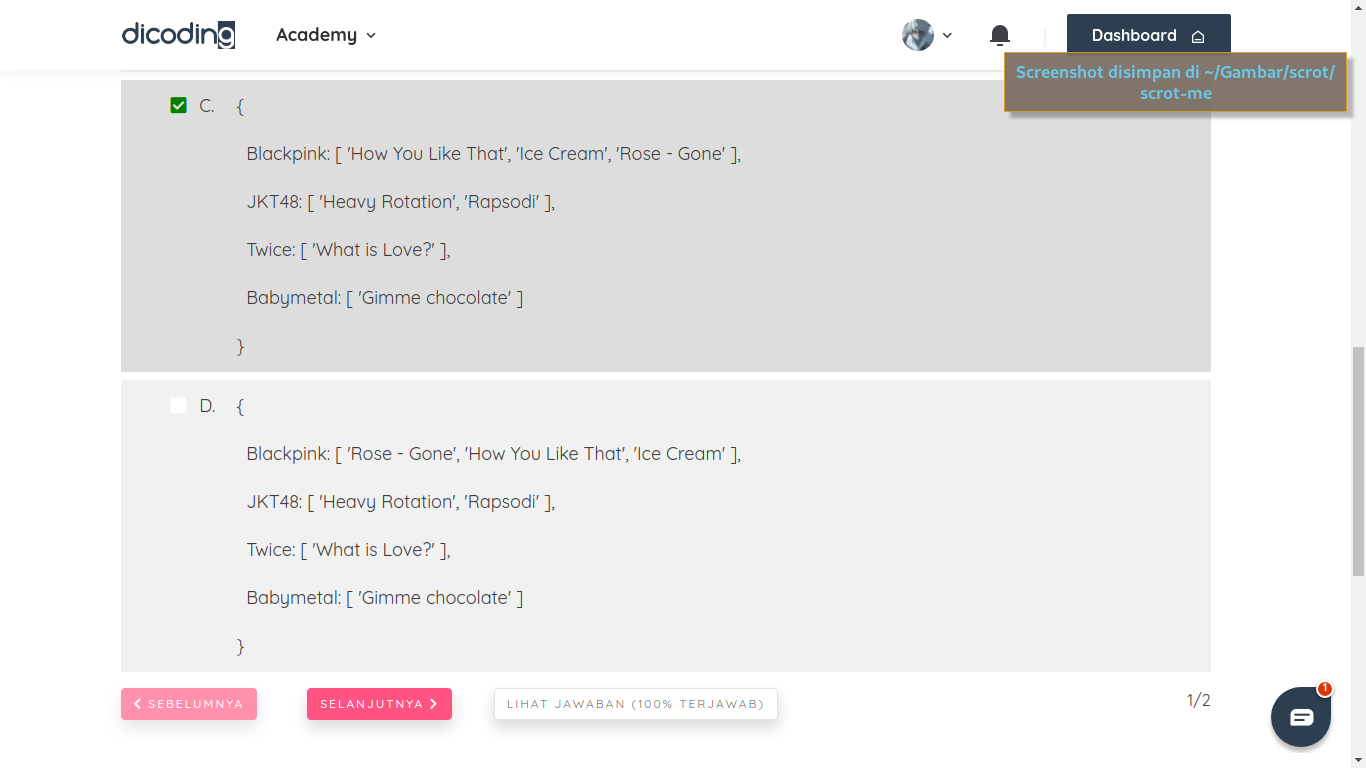 dicoding
Academy
Dashboard
Screenshot disimpan di ~/Gambar/scrot/
scrot-me
C. {
Blackpink: [ 'How You Like That', 'Ice Cream', 'Rose - Gone' ],
JKT48: [ 'Heavy Rotation', 'Rapsodi' ],
Twice: [ 'What is Love?' ],
Babymetal: [ 'Gimme chocolate' ]
}
D. {
Blackpink: [ 'Rose - Gone', 'How You Like That', 'Ice Cream' ],
JKT48: [ 'Heavy Rotation', 'Rapsodi' ],
Twice: [ 'What is Love?' ],
Babymetal: [ 'Gimme chocolate' ]
}
SEBELUMNYA
SELANJUTNYA
LIHAT JAWABAN (100% TERJAWAB)
1/2
1